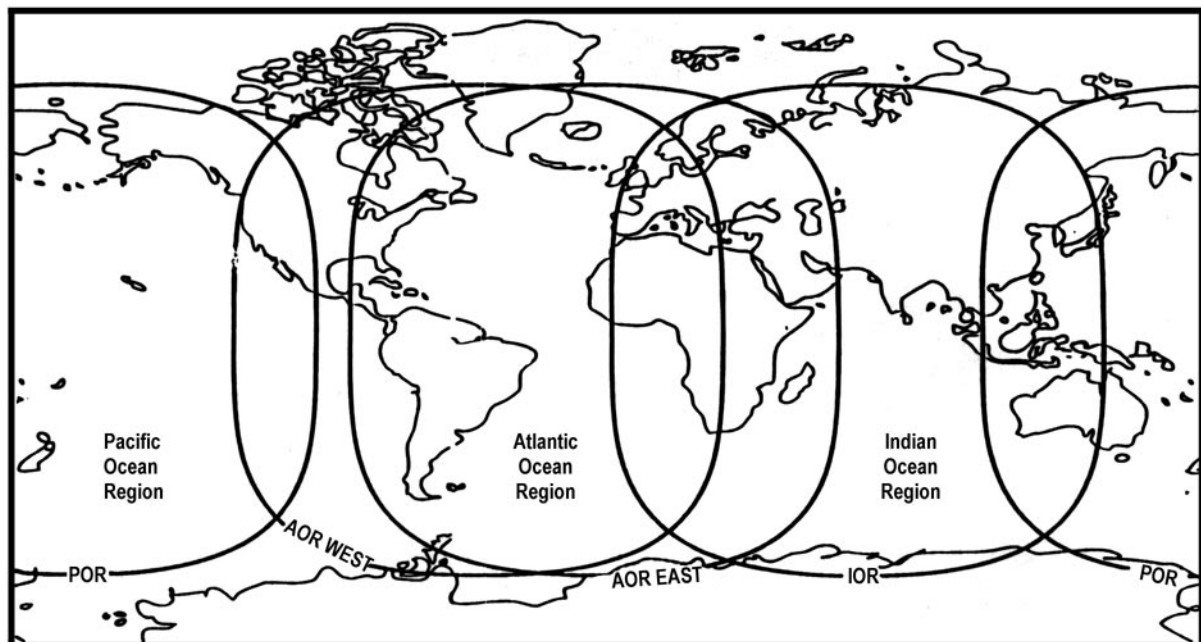 Pacific
Ocean
Region
Atlantic
Ocean
Region
Indian
Ocean
Region
POR
AOR WEST
AOR EAST
IOR
POR